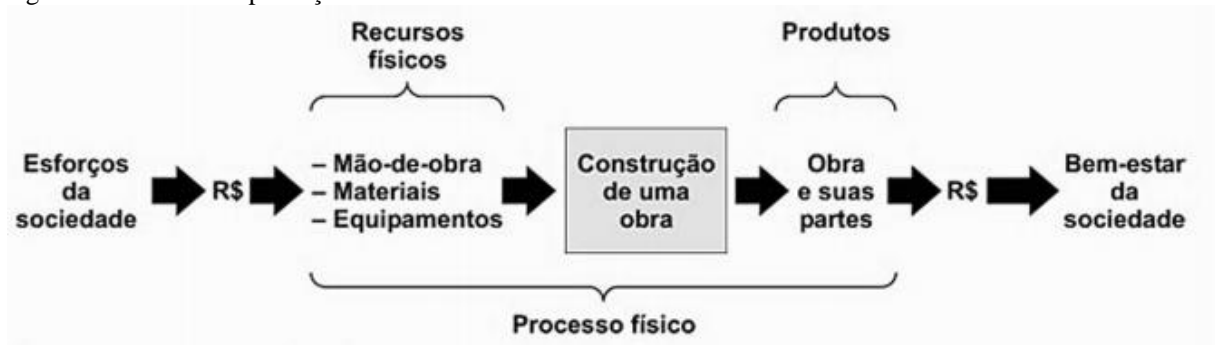 Recursos
físicos
Produtos
Esforços
da
sociedade
R$
– Mão-de-obra
– Materiais
– Equipamentos
Construção
de uma
obra
Obra
e suas
partes
R$
Bem-estar
da
sociedade
Processo físico